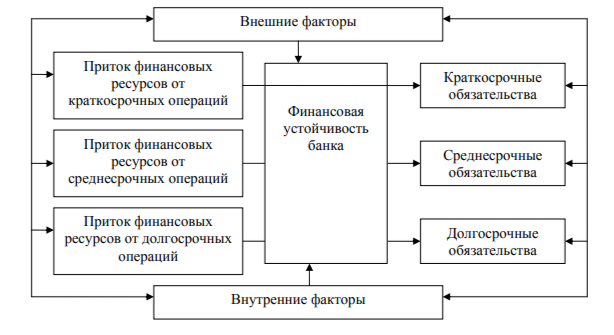 Внешние факторы
Приток финансовых
ресурсов от
краткосрочных операций
Финансовая
устойчивость
банка
Краткосрочные
обязательства
Приток финансовых
ресурсов от
среднесрочных операций
Среднесрочные
обязательства
Приток финансовых
ресурсов от долгосрочных
операций
Долгосрочные
обязательства
Внутренние факторы